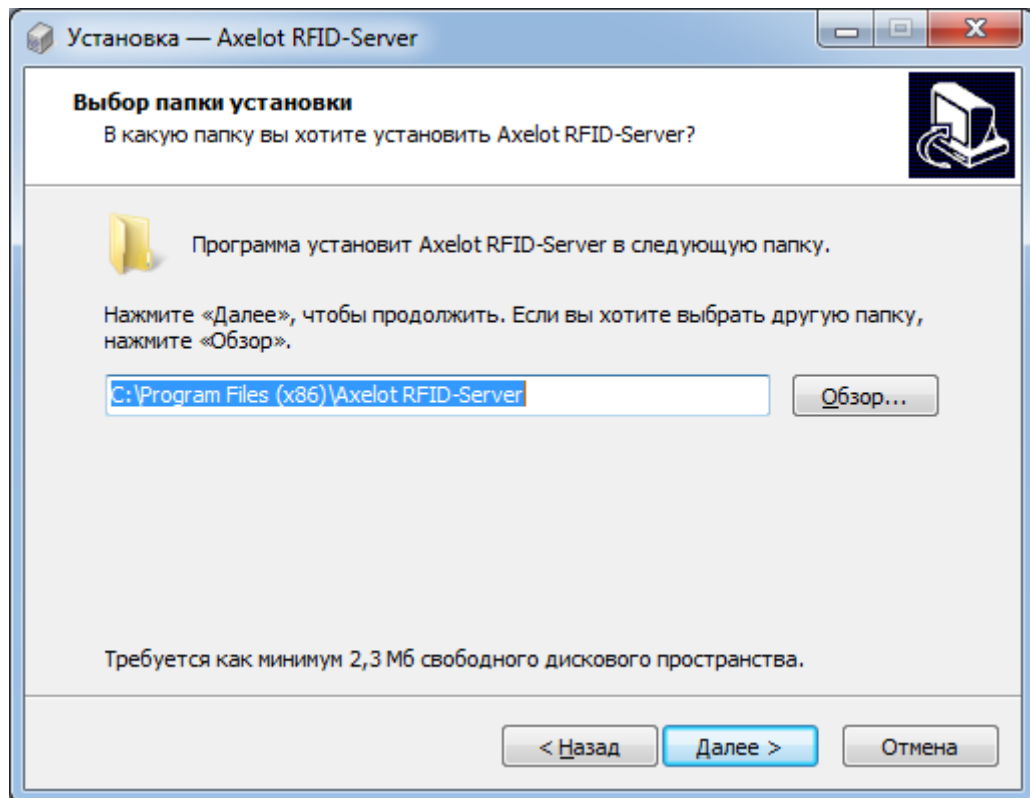 Установка — Axelot RFID-Server
Выбор папки установки
В какую папку вы хотите установить Axelot RFID-Server?
Программа установит Axelot RFID-Server в следующую папку.
Нажмите «Далее», чтобы продолжить. Если вы хотите выбрать другую папку,
нажмите «Обзор».
C:\Program Files (x86)\Axelot RFID-Server
Обзор...
Требуется как минимум 2,3 Мб свободного дискового пространства.
< Назад
Далее >
Отмена